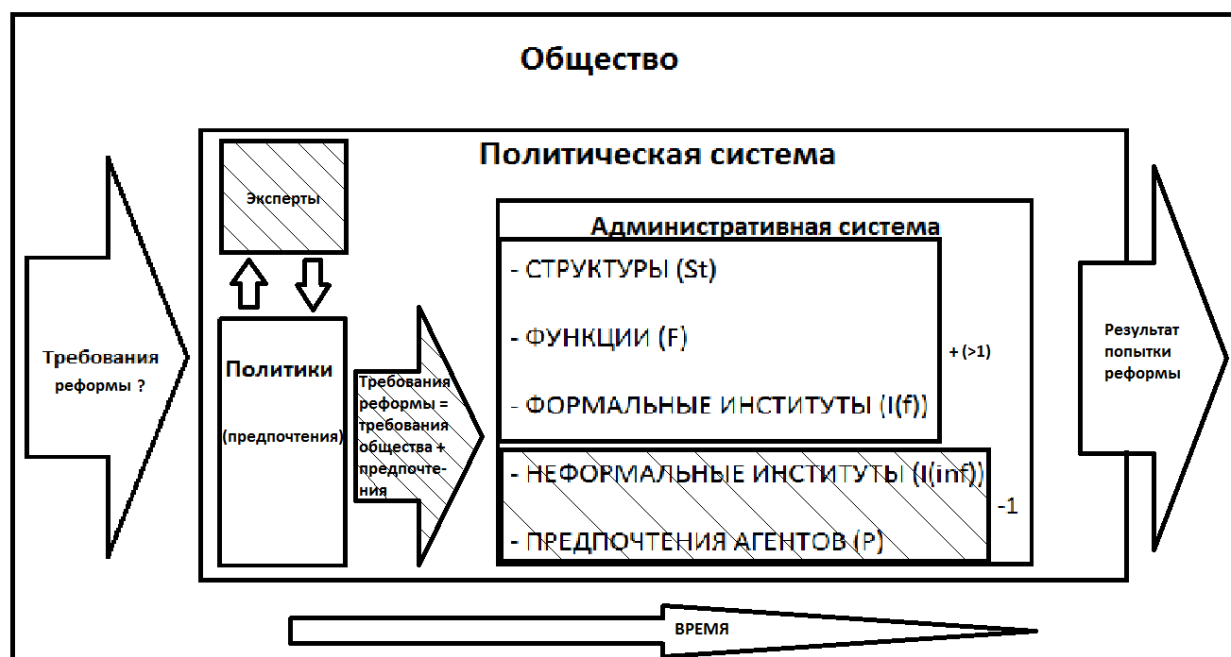 Общество
Политическая система
Эксперты
Административная система
- СТРУКТУРЫ (St)
- ФУНКЦИИ (F)
- ФОРМАЛЬНЫЕ ИНСТИТУТЫ (I(f))
+ (>1)
- НЕФОРМАЛЬНЫЕ ИНСТИТУТЫ (I(inf))
- ПРЕДПОЧТЕНИЯ АГЕНТОВ (P)
-1
Требования
реформы ?
Политики
(предпочтения)
Требования
реформы =
требования
общества +
предпочте-
ния
Результат
попытки
реформы
ВРЕМЯ